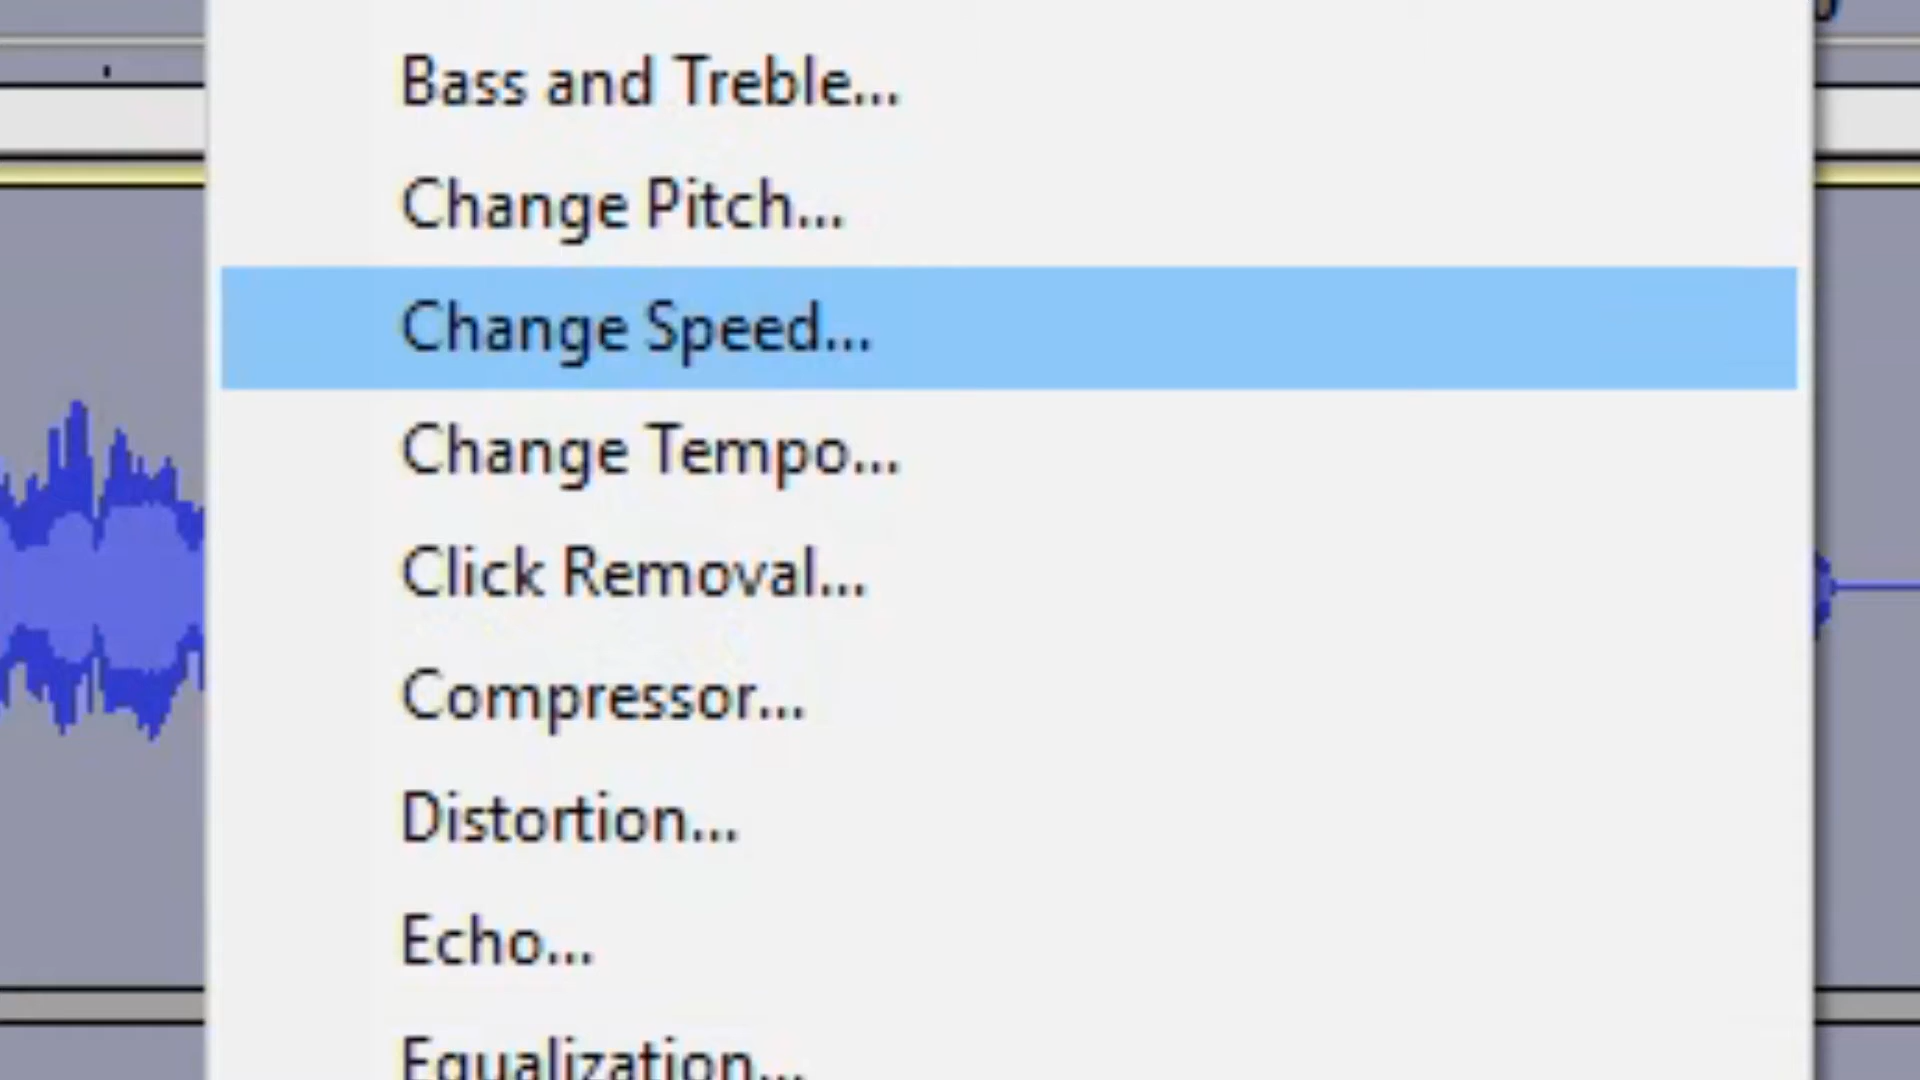 Bass and Treble...
Change Pitch...
Change Speed...
Change Tempo...
Click Removal...
Compressor...
Distortion...
Echo...
Equalization...